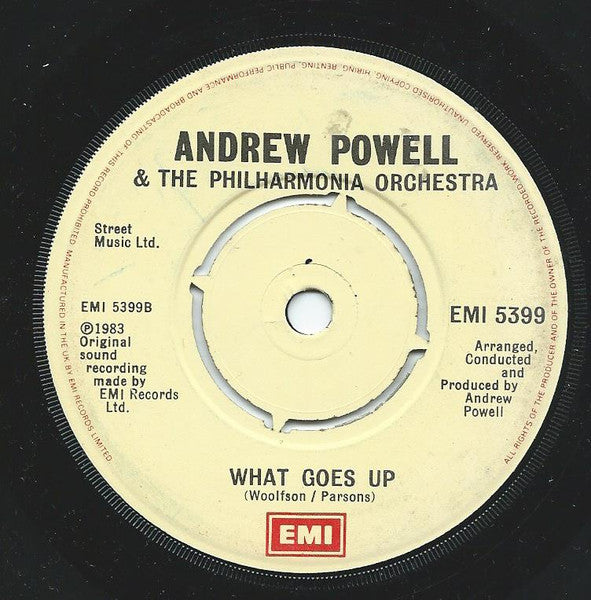 ANDREW POWELL
& THE PHILHARMONIA ORCHESTRA
Street
Music Ltd.
EMI 5399B
℗1983
Original
sound
recording
made by
EMI Records
Ltd.
EMI 5399
Arranged,
Conducted
and
Produced by
Andrew
Powell
WHAT GOES UP
(Woolfson / Parsons)
EMI
ALL RIGHTS OF THE PRODUCER AND OF THE OWNER OF THE RECORDED WORK RESERVED. UNAUTHORISED COPYING, HIRING, RENTING, PUBLIC PERFORMANCE AND BROADCASTING OF THIS RECORD PROHIBITED. MANUFACTURED IN THE UK BY EMI RECORDS LIMITED.